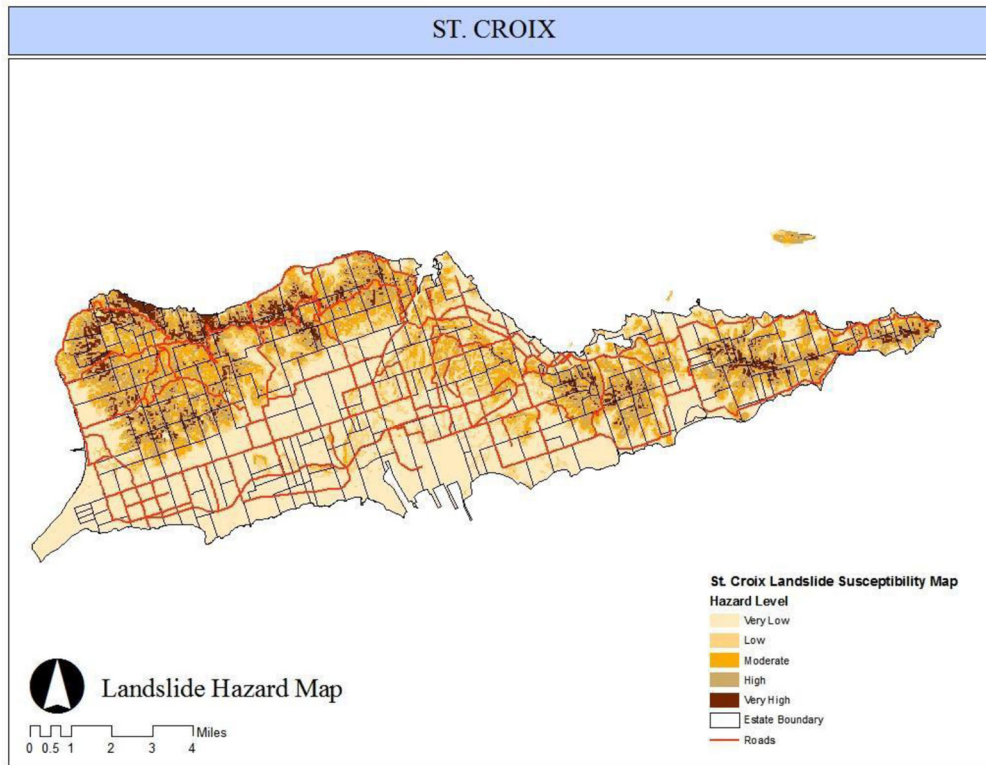 ST. CROIX
St. Croix Landslide Susceptibility Map
Hazard Level
Very Low
Low
Moderate
High
Very High
Estate Boundary
Roads
Landslide Hazard Map
Miles
0 0.5 1 2 3 4